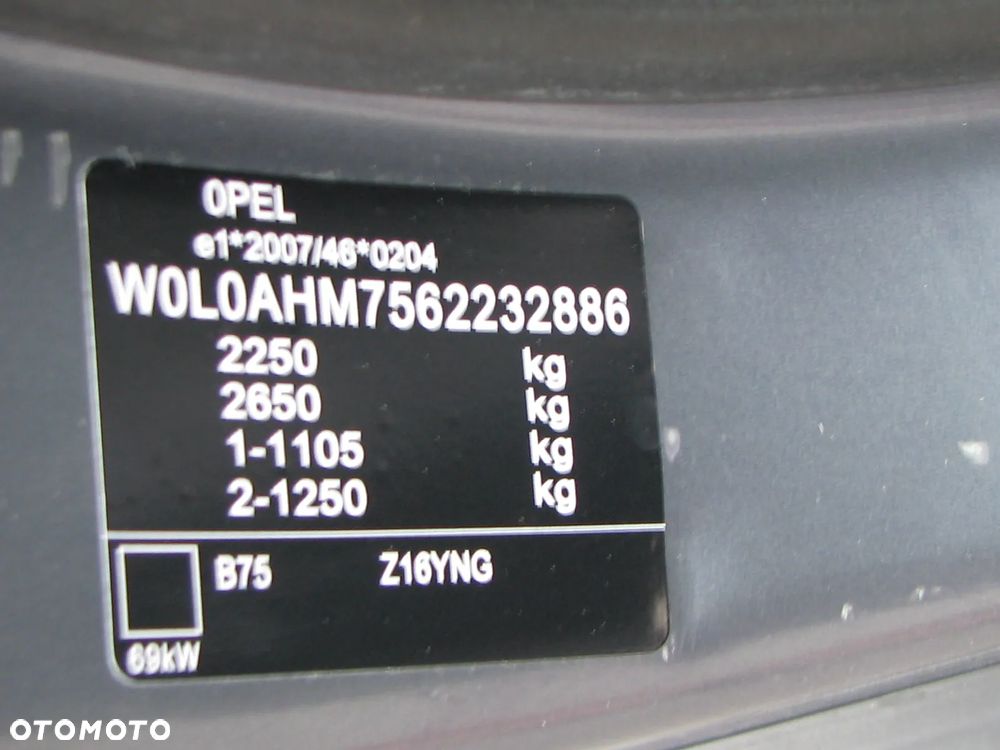 0PEL
e1*2007/46*0204
W0L0AHM7562232886
2250 kg
2650 kg
1-1105 kg
2-1250 kg
B75 Z16YNG
69kW
OTOMOTO